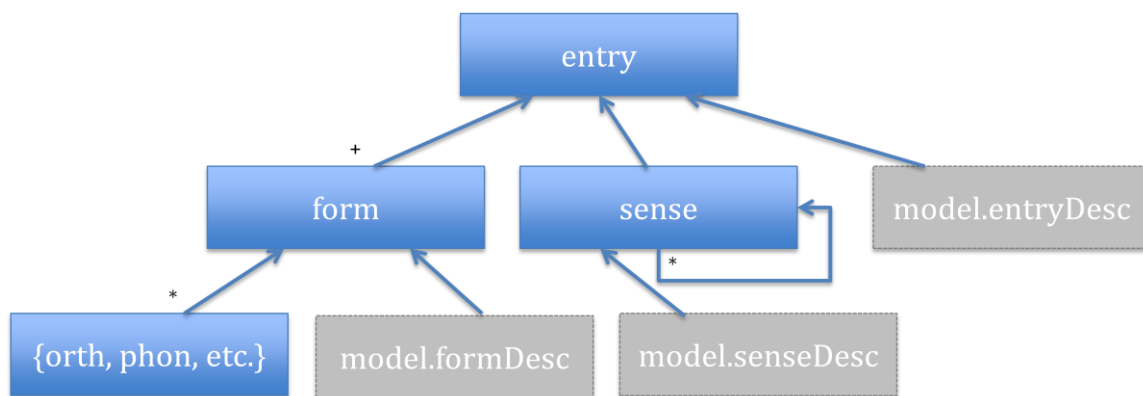 entry
+
form
sense
model.entryDesc
*
*
{orth, phon, etc.}
model.formDesc
model.senseDesc